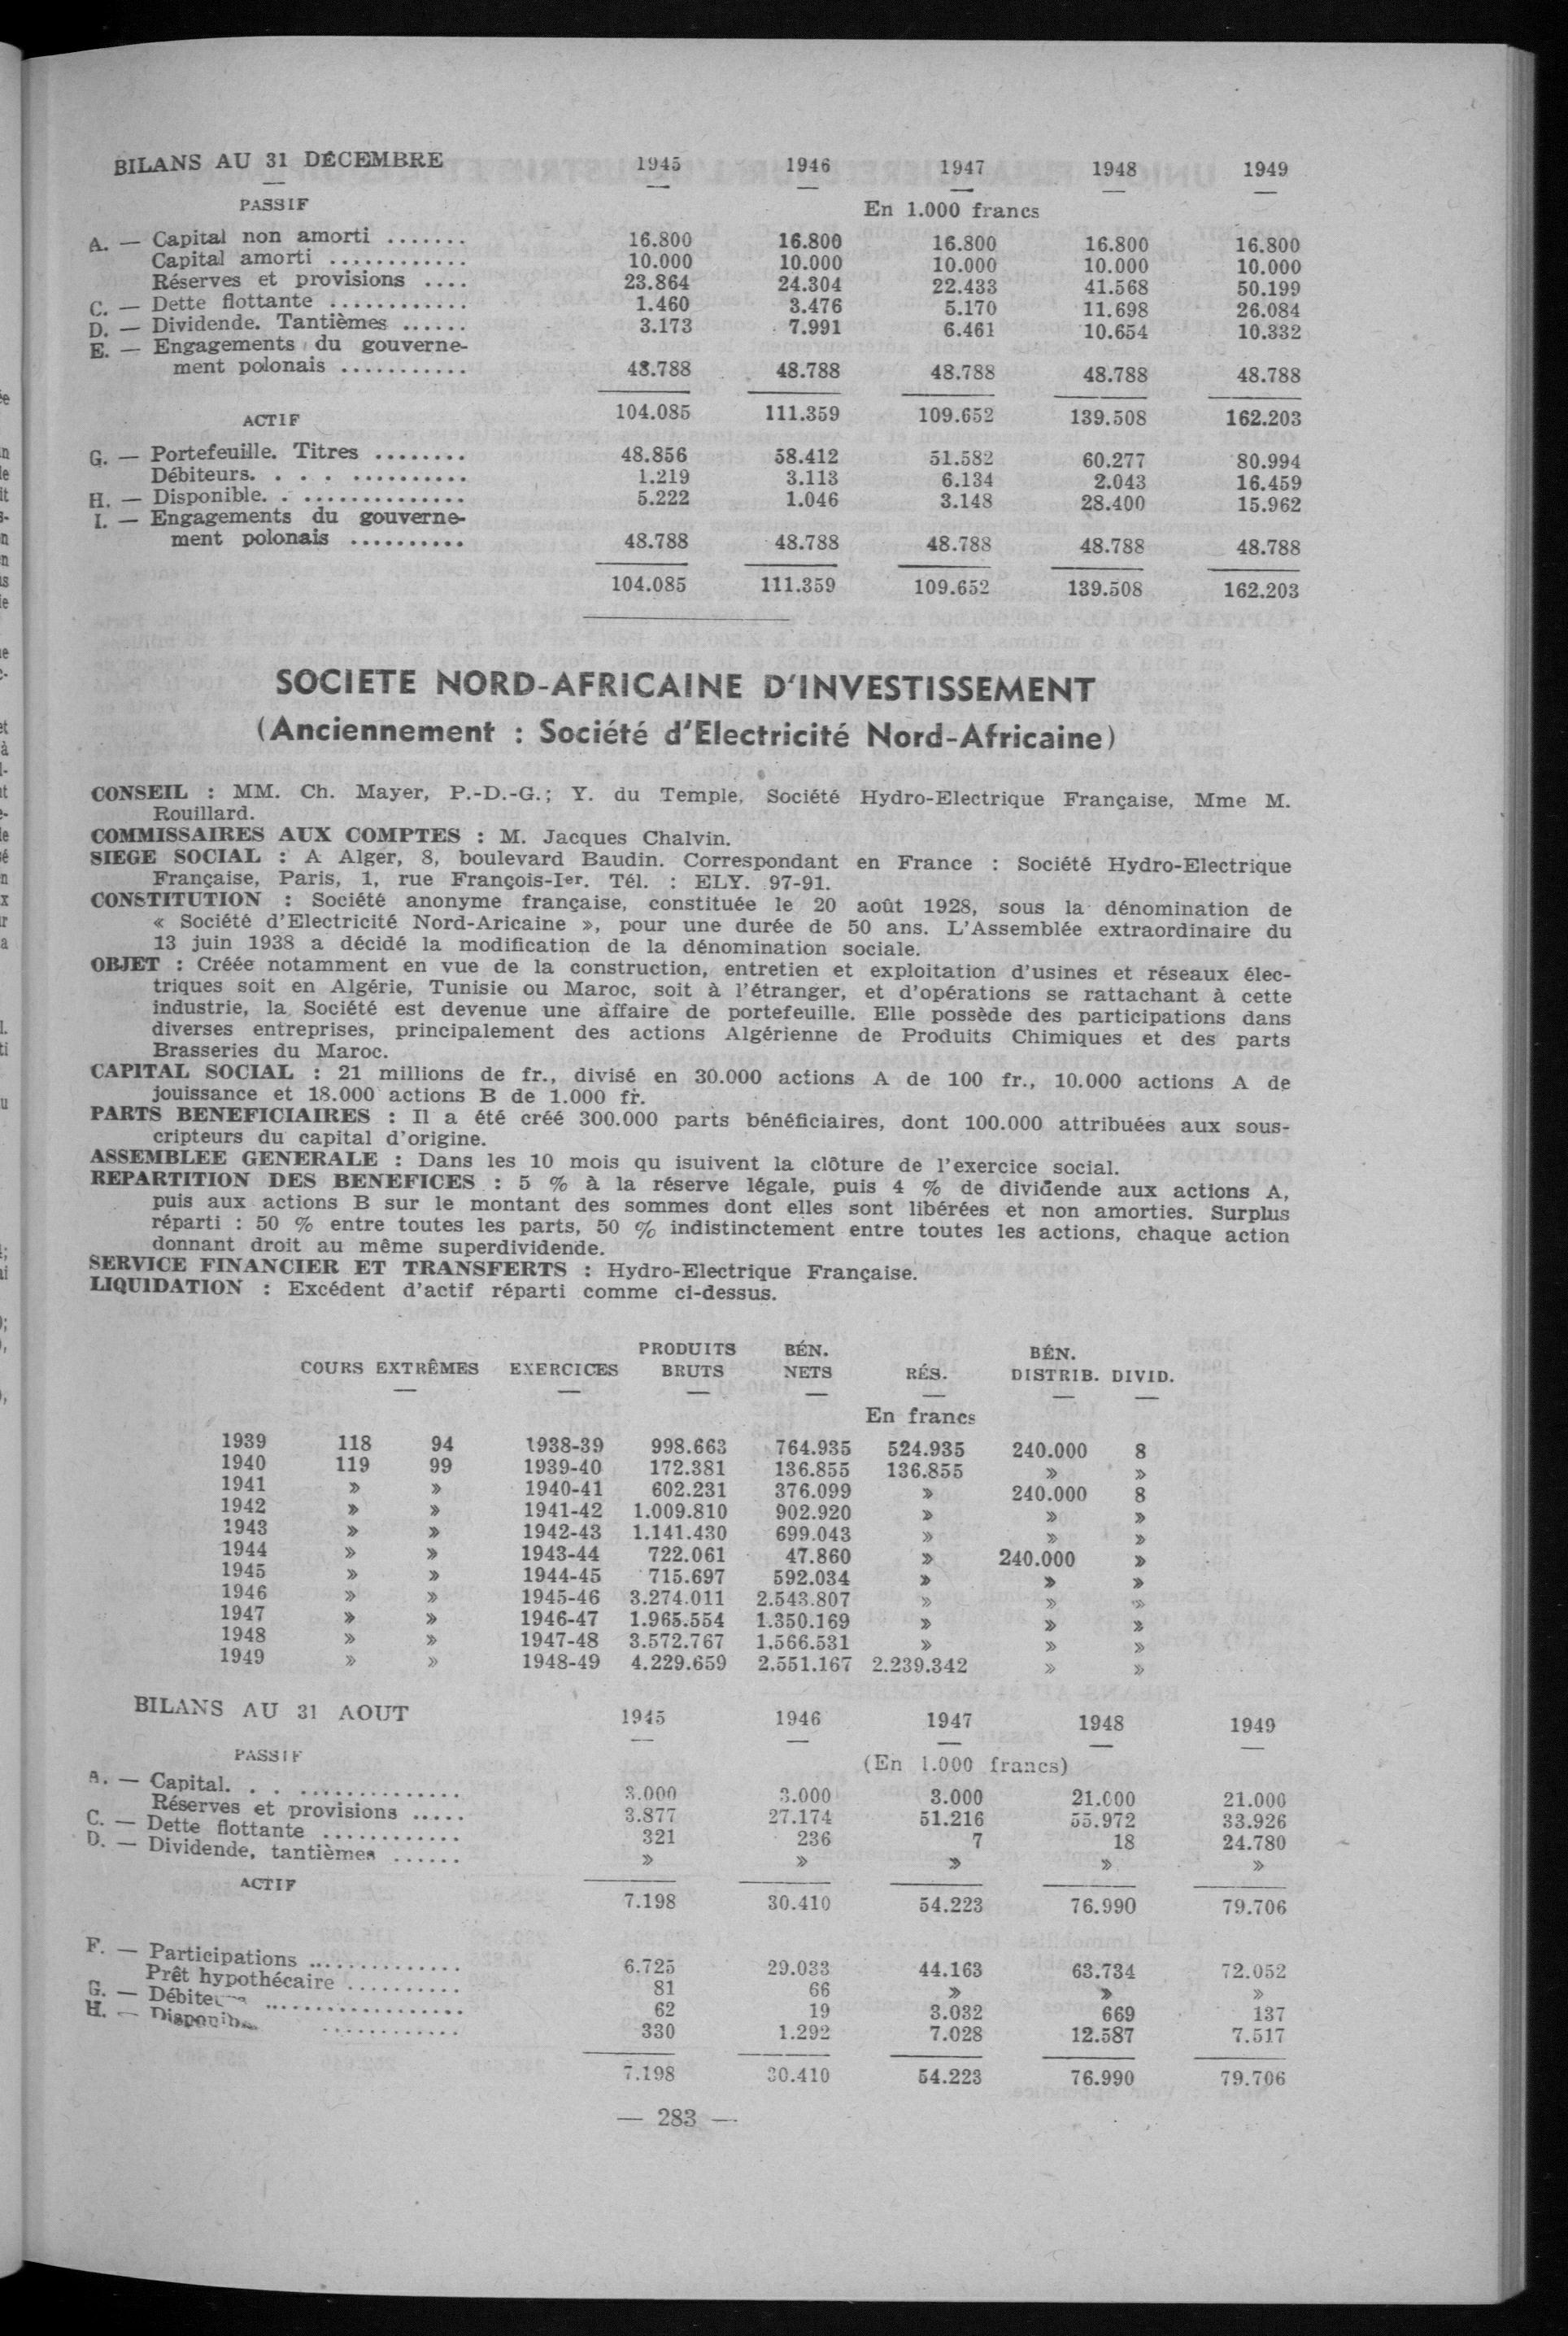 BILANS AU 31 DÉCEMBRE 1945 1946 1947 1948 1949
PASSIF En 1.000 francs
A. — Capital non amorti ....... 16.800 16.800 16.800 16.800 16.800
Capital amorti ............ 10.000 10.000 10.000 10.000 10.000
Réserves et provisions .... 23.864 24.304 22.433 41.568 50.199
C. — Dette flottante ............ 1.460 3.476 5.170 11.698 26.084
D. — Dividende. Tantièmes ...... 3.173 7.991 6.461 10.654 10.332
E. — Engagements du gouverne-
ment polonais ........... 48.788 48.788 48.788 48.788 48.788
104.085 111.359 109.652 139.508 162.203
ACTIF
G. — Portefeuille. Titres ........ 48.856 58.412 51.582 60.277 80.994
Débiteurs. . . . .......... 1.219 3.113 6.134 2.043 16.459
H. — Disponible. . .............. 5.222 1.046 3.148 28.400 15.962
I. — Engagements du gouverne-
ment polonais .......... 48.788 48.788 48.788 48.788 48.788
104.085 111.359 109.652 139.508 162.203
SOCIETE NORD-AFRICAINE D'INVESTISSEMENT
(Anciennement : Société d'Electricité Nord-Africaine)
CONSEIL : MM. Ch. Mayer, P.-D.-G.; Y. du Temple, Société Hydro-Electrique Française, Mme M.
Rouillard.
COMMISSAIRES AUX COMPTES : M. Jacques Chalvin.
SIEGE SOCIAL : A Alger, 8, boulevard Baudin. Correspondant en France : Société Hydro-Electrique
Française, Paris, 1, rue François-Ier. Tél. : ELY. 97-91.
CONSTITUTION : Société anonyme française, constituée le 20 août 1928, sous la dénomination de
« Société d'Electricité Nord-Aricaine », pour une durée de 50 ans. L'Assemblée extraordinaire du
13 juin 1938 a décidé la modification de la dénomination sociale.
OBJET : Créée notamment en vue de la construction, entretien et exploitation d'usines et réseaux élec-
triques soit en Algérie, Tunisie ou Maroc, soit à l'étranger, et d'opérations se rattachant à cette
industrie, la Société est devenue une affaire de portefeuille. Elle possède des participations dans
diverses entreprises, principalement des actions Algérienne de Produits Chimiques et des parts
Brasseries du Maroc.
CAPITAL SOCIAL : 21 millions de fr., divisé en 30.000 actions A de 100 fr., 10.000 actions A de
jouissance et 18.000 actions B de 1.000 fr.
PARTS BENEFICIAIRES : Il a été créé 300.000 parts bénéficiaires, dont 100.000 attribuées aux sous-
cripteurs du capital d'origine.
ASSEMBLEE GENERALE : Dans les 10 mois qu isuivent la clôture de l'exercice social.
REPARTITION DES BENEFICES : 5 % à la réserve légale, puis 4 % de dividende aux actions A,
puis aux actions B sur le montant des sommes dont elles sont libérées et non amorties. Surplus
réparti : 50 % entre toutes les parts, 50 % indistinctement entre toutes les actions, chaque action
donnant droit au même superdividende.
SERVICE FINANCIER ET TRANSFERTS : Hydro-Electrique Française.
LIQUIDATION : Excédent d'actif réparti comme ci-dessus.
PRODUITS BÉN. BÉN.
COURS EXTRÊMES EXERCICES BRUTS NETS RÉS. DISTRIB. DIVID.
En francs
1939 118 94 1938-39 998.663 764.935 524.935 240.000 8
1940 119 99 1939-40 172.381 136.855 136.855 » »
1941 » » 1940-41 602.231 376.099 » 240.000 8
1942 » » 1941-42 1.009.810 902.920 » » »
1943 » » 1942-43 1.141.430 699.043 » » »
1944 » » 1943-44 722.061 47.860 » 240.000 »
1945 » » 1944-45 715.697 592.034 » » »
1946 » » 1945-46 3.274.011 2.543.807 » » »
1947 » » 1946-47 1.965.554 1.350.169 » » »
1948 » » 1947-48 3.572.767 1.566.531 » » »
1949 » » 1948-49 4.229.659 2.551.167 2.239.342 » »
BILANS AU 31 AOUT 1945 1946 1947 1948 1949
PASSIF (En 1.000 francs)
A. — Capital. . . .............. 3.000 3.000 3.000 21.000 21.000
Réserves et provisions ..... 3.877 27.174 51.216 55.972 33.926
C. — Dette flottante ............ 321 236 7 18 24.780
D. — Dividende, tantièmes ...... » » » » »
ACTIF
7.198 30.410 54.223 76.990 79.706
F. — Participations .............. 6.725 29.033 44.163 63.734 72.052
Prêt hypothécaire .......... 81 66 » » »
G. — .................. 62 19 3.032 669 137
H. — ............ 330 1.292 7.028 12.587 7.517
7.198 30.410 54.223 76.990 79.706
— 283 —